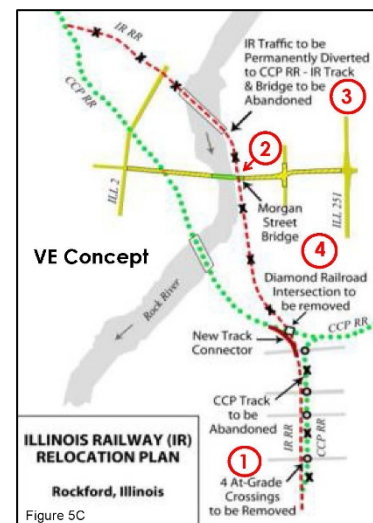 IR RR
CCP RR
IR Traffic to be
Permanently Diverted
to CCP RR - IR Track
& Bridge to be
Abandoned
3
2
ILL 2
ILL 251
Morgan
Street
Bridge
4
VE Concept
Diamond Railroad
Intersection to
be removed
Rock River
CCP RR
New Track
Connector
CCP Track
to be
Abandoned
IR RR
CCP RR
1
4 At-Grade
Crossings
to be Removed
ILLINOIS RAILWAY (IR)
RELOCATION PLAN
Rockford, Illinois
Figure 5C